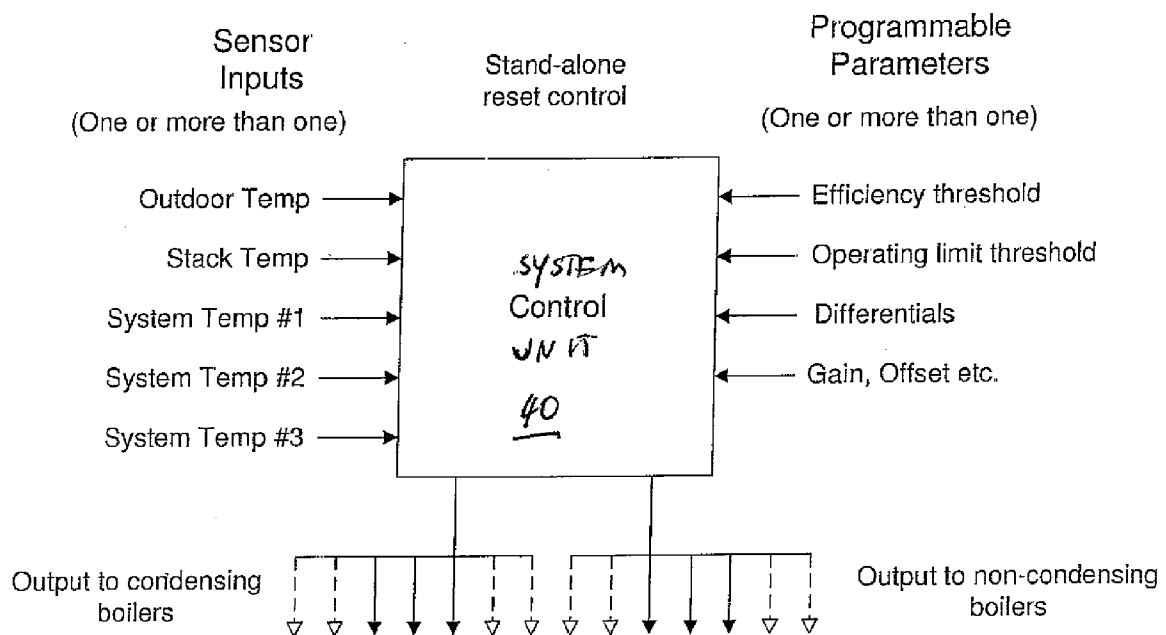 Sensor
Inputs
(One or more than one)
Stand-alone
reset control
Programmable
Parameters
(One or more than one)
Outdoor Temp
Stack Temp
System Temp #1
System Temp #2
System Temp #3
SYSTEM
Control
UNIT
40
Efficiency threshold
Operating limit threshold
Differentials
Gain, Offset etc.
Output to condensing
boilers
Output to non-condensing
boilers